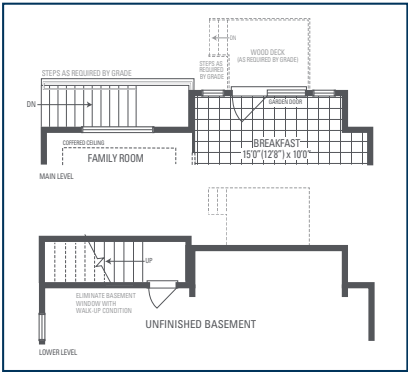 DN
WOOD DECK
(AS REQUIRED BY GRADE)
STEPS AS
REQUIRED
BY GRADE
STEPS AS REQUIRED BY GRADE
DN
GARDEN DOOR
COFFERED CEILING
FAMILY ROOM
BREAKFAST
15'0" (12'8") x 10'0"
MAIN LEVEL
UP
ELIMINATE BASEMENT
WINDOW WITH
WALK-UP CONDITION
UNFINISHED BASEMENT
LOWER LEVEL